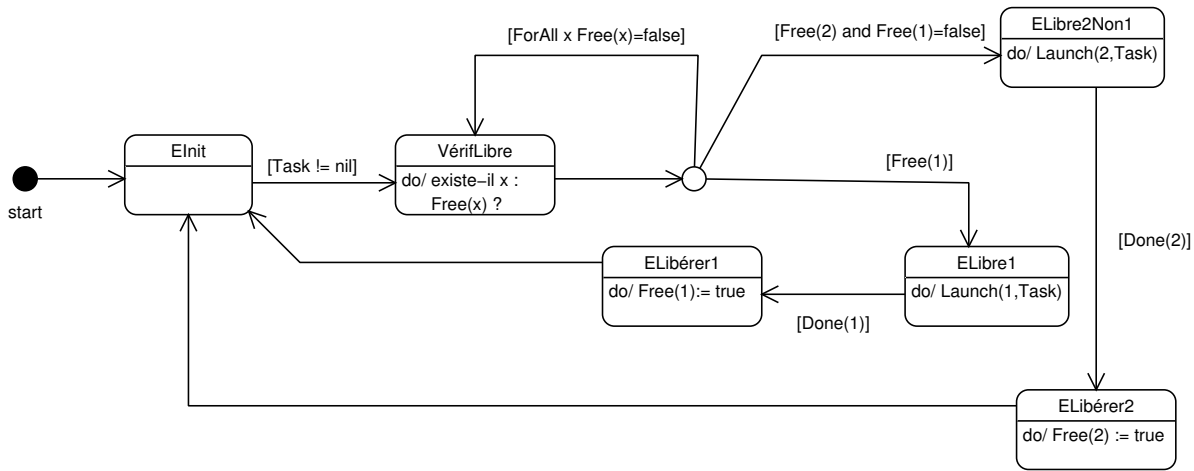 ELibre2Non1
[ForAll x Free(x)=false]
[Free(2) and Free(1)=false]
do/ Launch(2,Task)
EInit
VérifLibre
[Task != nil]
[Free(1)]
do/ existe−il x :
Free(x) ?
start
[Done(2)]
ELibérer1
ELibre1
do/ Free(1):= true
do/ Launch(1,Task)
[Done(1)]
ELibérer2
do/ Free(2) := true